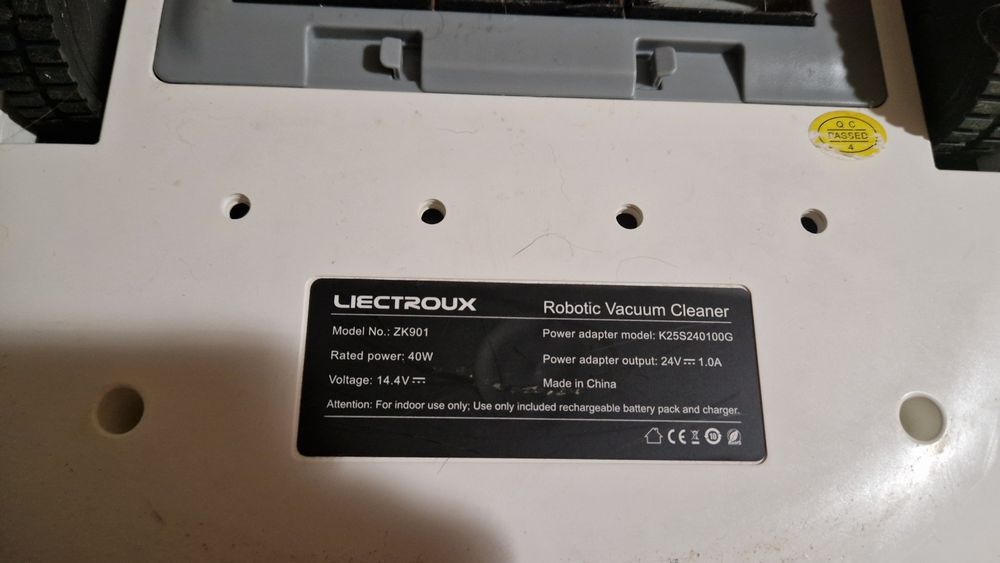 QC
PASSED
4
LIECTROUX Robotic Vacuum Cleaner
Model No.: ZK901
Rated power: 40W
Voltage: 14.4V⎓
Power adapter model: K25S240100G
Power adapter output: 24V⎓1.0A
Made in China
Attention: For indoor use only; Use only included rechargeable battery pack and charger.
CE 10